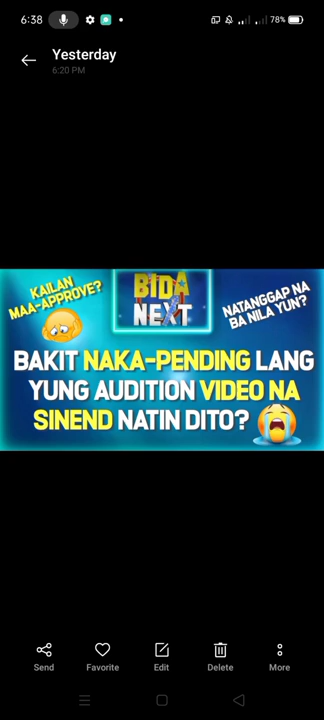 6:38
78%
Yesterday
6:20 PM
KAILAN
MAA-APPROVE?
BIDA
NEXT
NATANGGAP NA
BA NILA YUN?
BAKIT NAKA-PENDING LANG
YUNG AUDITION VIDEO NA
SINEND NATIN DITO?
Send
Favorite
Edit
Delete
More